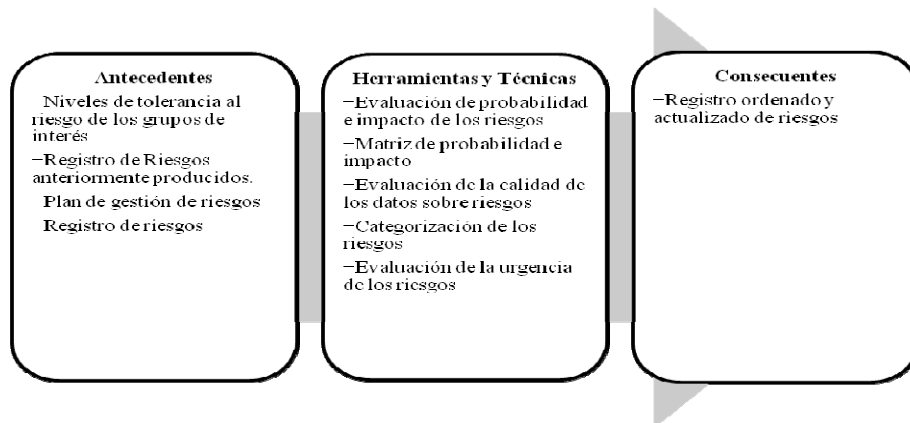 Antecedentes
Niveles de tolerancia al
riesgo de los grupos de
interés
–Registro de Riesgos
anteriormente producidos.
Plan de gestión de riesgos
Registro de riesgos
Herramientas y Técnicas
–Evaluación de probabilidad
e impacto de los riesgos
–Matriz de probabilidad e
impacto
–Evaluación de la calidad de
los datos sobre riesgos
–Categorización de los
riesgos
–Evaluación de la urgencia
de los riesgos
Consecuentes
–Registro ordenado y
actualizado de riesgos